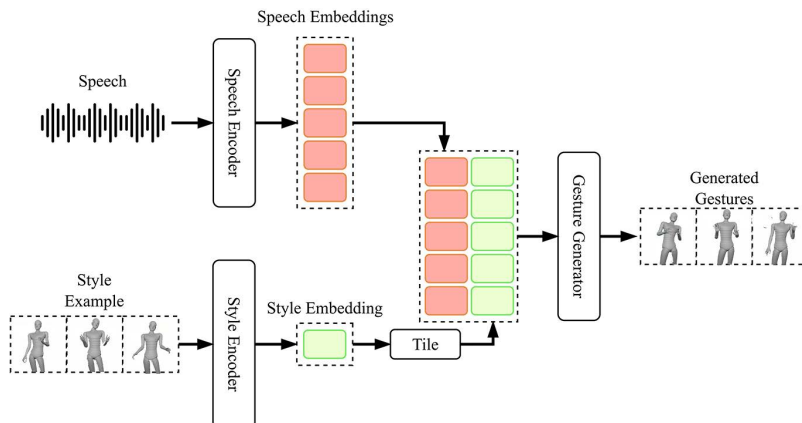 Speech Embeddings
Speech
Speech Encoder
Generated
Gestures
Gesture Generator
Style
Example
Style Encoder
Style Embedding
Tile